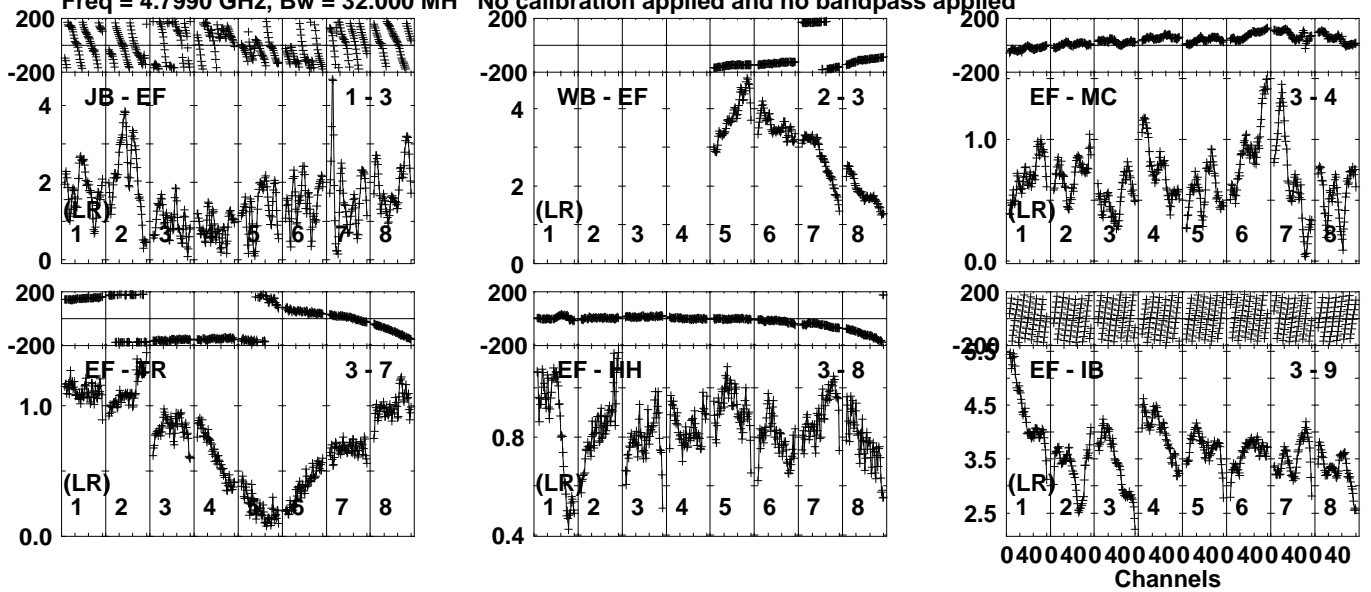 Freq = 4.7990 GHz, Bw = 32.000 MH No calibration applied and no bandpass applied
200
-200
JB - EF 1 - 3
4
2
0
(LR)
1 2 3 4 5 6 7 8
200
-200
WB - EF 2 - 3
4
2
0
(LR)
1 2 3 4 5 6 7 8
200
-200
EF - MC 3 - 4
1.0
0.0
(LR)
1 2 3 4 5 6 7 8
200
-200
EF - TR 3 - 7
1.0
0.0
(LR)
1 2 3 4 5 6 7 8
200
-200
EF - HH 3 - 8
0.8
0.4
(LR)
1 2 3 4 5 6 7 8
200
-200
5.5
EF - IB 3 - 9
4.5
3.5
2.5
(LR)
1 2 3 4 5 6 7 8
0 40 0 40 0 40 0 40 0 40 0 40 0 40 0 40
Channels